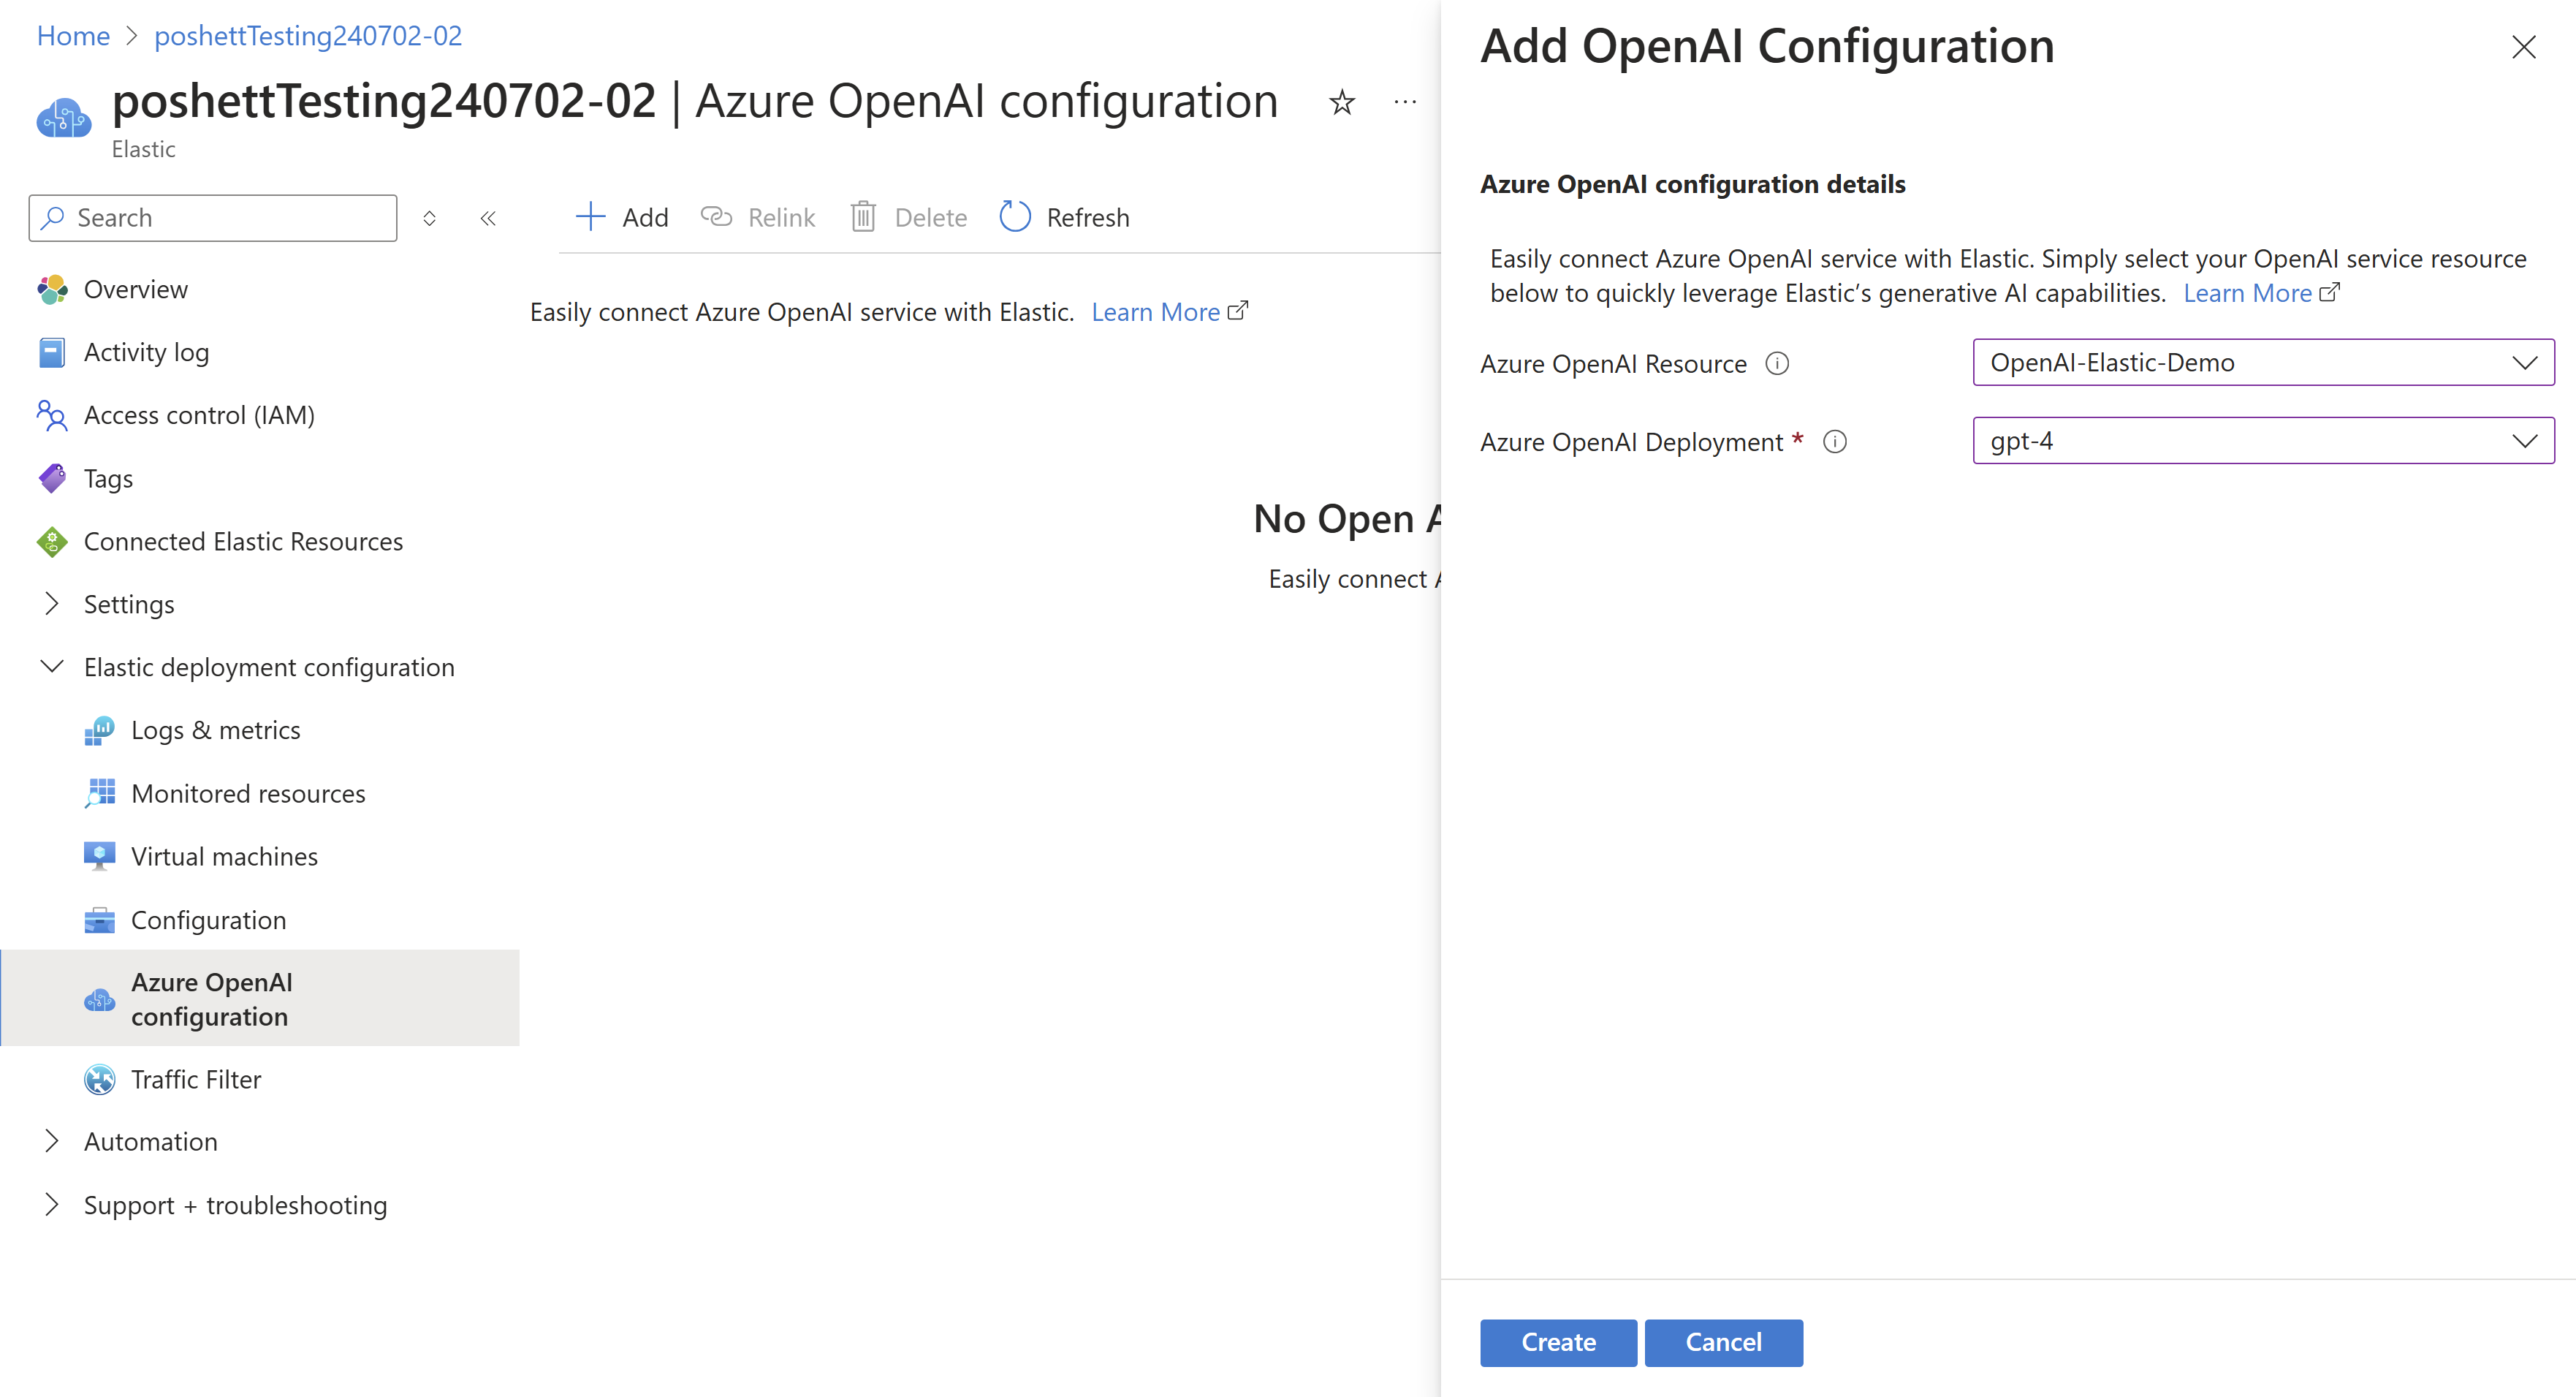 Home > poshettTesting240702-02
poshettTesting240702-02 | Azure OpenAI configuration
Elastic
Search
Overview
Activity log
Access control (IAM)
Tags
Connected Elastic Resources
Settings
Elastic deployment configuration
Logs & metrics
Monitored resources
Virtual machines
Configuration
Azure OpenAI
configuration
Traffic Filter
Automation
Support + troubleshooting
Add Relink Delete Refresh
Easily connect Azure OpenAI service with Elastic. Learn More
No Open
Easily connect
Add OpenAI Configuration
Azure OpenAI configuration details
Easily connect Azure OpenAI service with Elastic. Simply select your OpenAI service resource
below to quickly leverage Elastic’s generative AI capabilities. Learn More
Azure OpenAI Resource OpenAI-Elastic-Demo
Azure OpenAI Deployment * gpt-4
Create Cancel